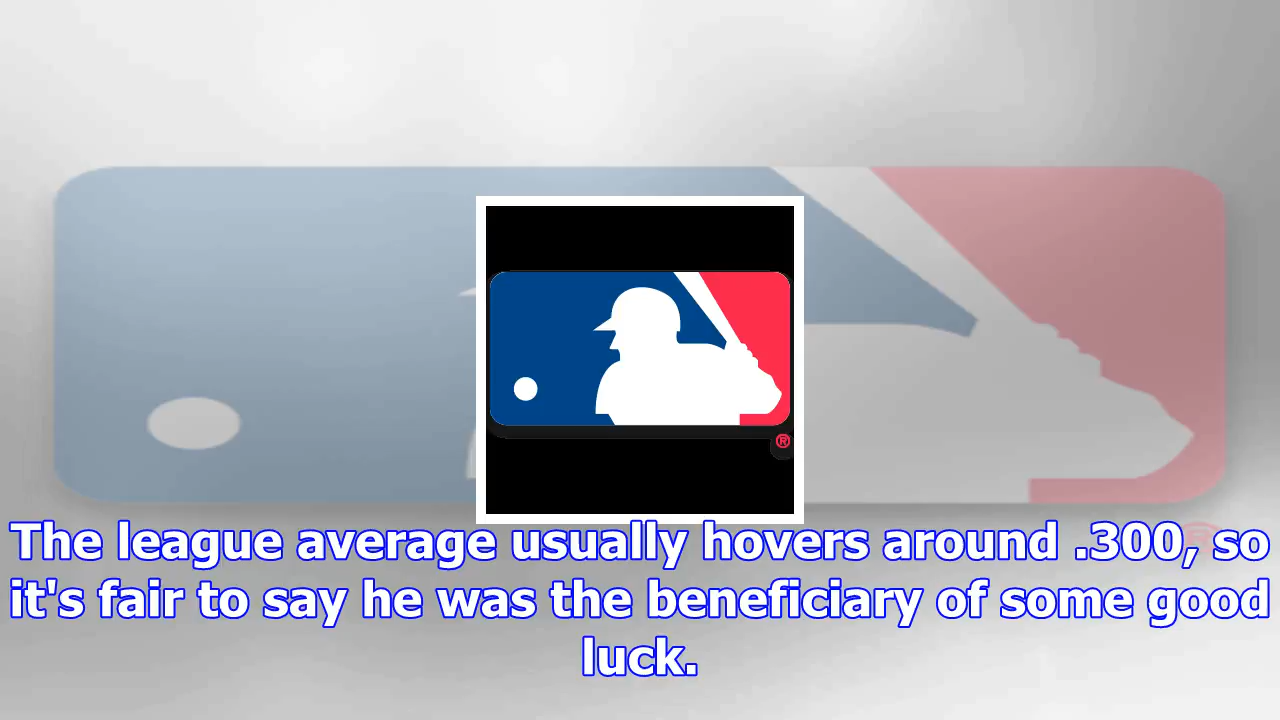 ®
The league average usually hovers around .300, so
it's fair to say he was the beneficiary of some good
luck.